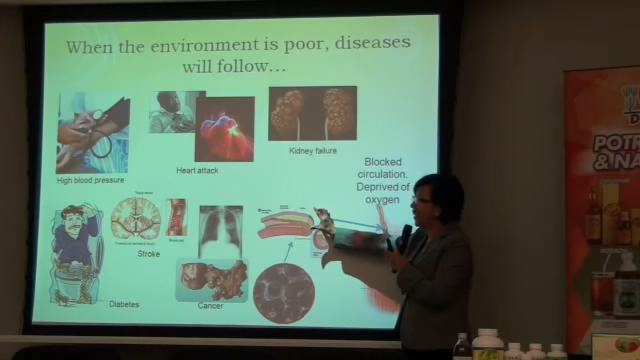 When the environment is poor, diseases
will follow…
High blood pressure
Heart attack
Kidney failure
Blocked
circulation.
Deprived of
oxygen
Stroke
Diabetes
Cancer
POTR
& NA